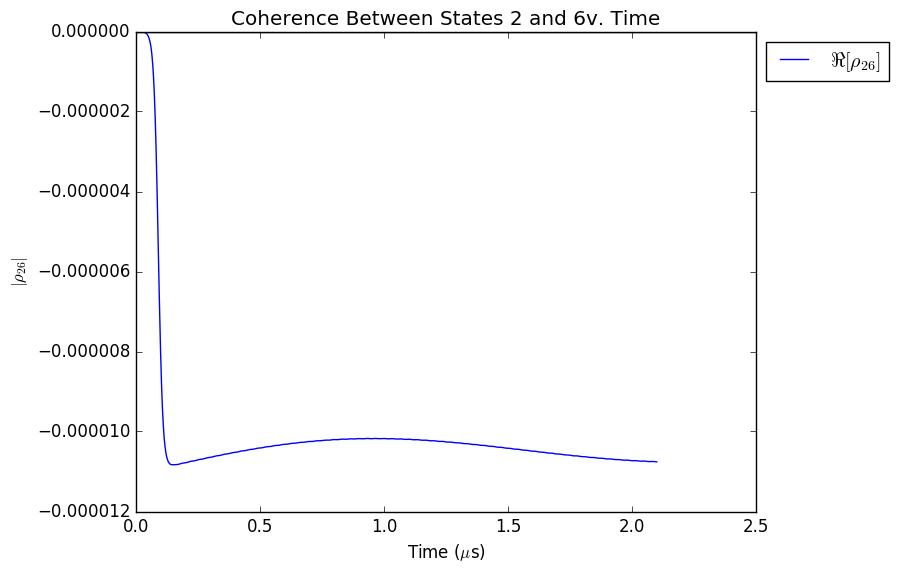 Coherence Between States 2 and 6v. Time
0.000000
−0.000002
−0.000004
−0.000006
−0.000008
−0.000010
−0.000012
|ρ₂₆|
0.0 0.5 1.0 1.5 2.0 2.5
Time (μs)
ℜ[ρ₂₆]